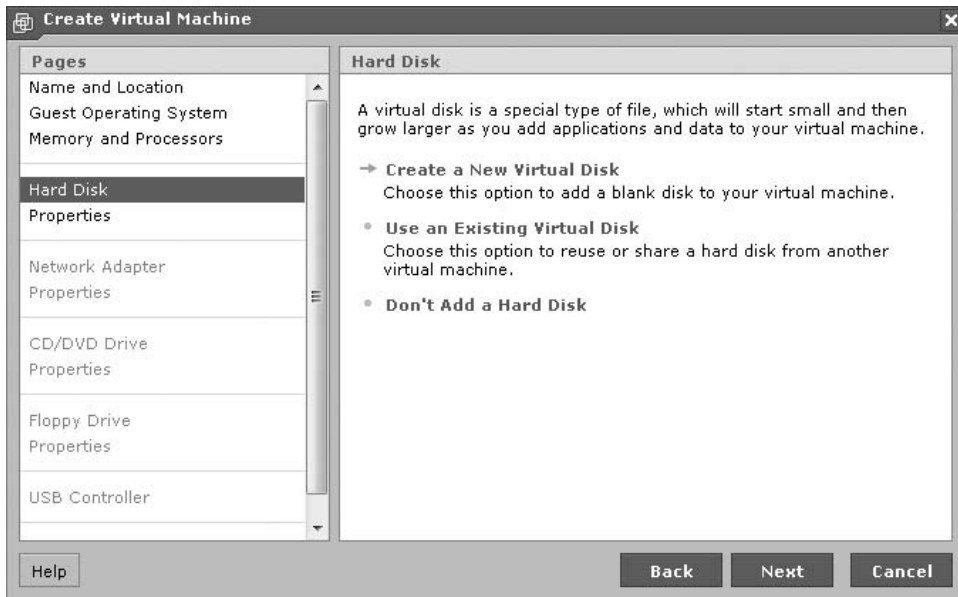 Create Virtual Machine
Pages
Name and Location
Guest Operating System
Memory and Processors
Hard Disk
Properties
Network Adapter
Properties
CD/DVD Drive
Properties
Floppy Drive
Properties
USB Controller
Hard Disk
A virtual disk is a special type of file, which will start small and then
grow larger as you add applications and data to your virtual machine.
Create a New Virtual Disk
Choose this option to add a blank disk to your virtual machine.
Use an Existing Virtual Disk
Choose this option to reuse or share a hard disk from another
virtual machine.
Don't Add a Hard Disk
Help
Back
Next
Cancel